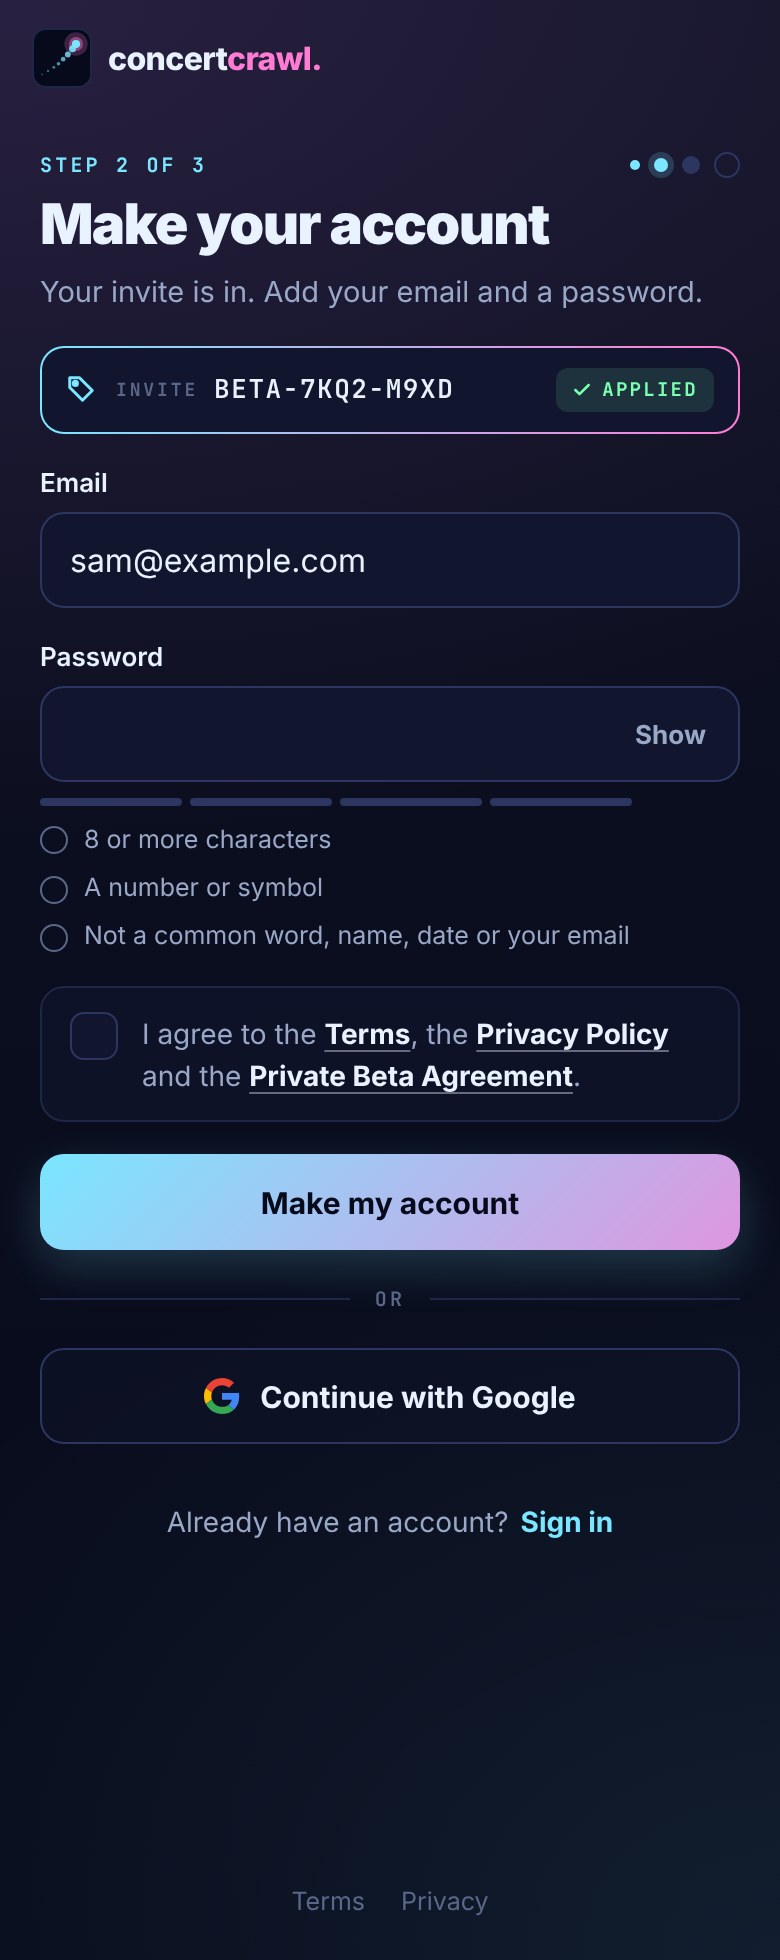 concertcrawl.
STEP 2 OF 3
Make your account
Your invite is in. Add your email and a password.
INVITE BETA-7KQ2-M9XD APPLIED
Email
sam@example.com
Password
Show
8 or more characters
A number or symbol
Not a common word, name, date or your email
I agree to the Terms, the Privacy Policy
and the Private Beta Agreement.
Make my account
OR
Continue with Google
Already have an account? Sign in
Terms Privacy